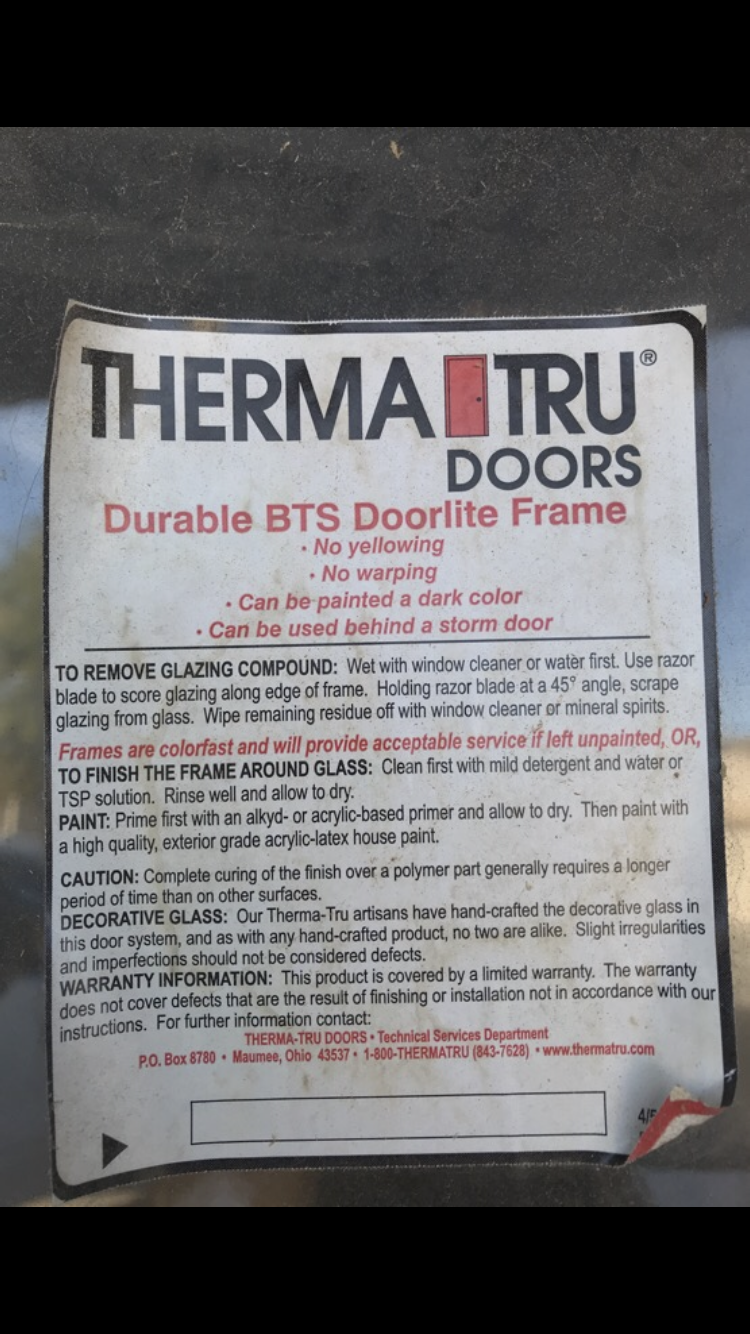 THERMA TRU®
DOORS
Durable BTS Doorlite Frame
• No yellowing
• No warping
• Can be painted a dark color
• Can be used behind a storm door
TO REMOVE GLAZING COMPOUND: Wet with window cleaner or water first. Use razor
blade to score glazing along edge of frame. Holding razor blade at a 45° angle, scrape
glazing from glass. Wipe remaining residue off with window cleaner or mineral spirits.
Frames are colorfast and will provide acceptable service if left unpainted, OR,
TO FINISH THE FRAME AROUND GLASS: Clean first with mild detergent and water or
TSP solution. Rinse well and allow to dry.
PAINT: Prime first with an alkyd- or acrylic-based primer and allow to dry. Then paint with
a high quality, exterior grade acrylic-latex house paint.
CAUTION: Complete curing of the finish over a polymer part generally requires a longer
period of time than on other surfaces.
DECORATIVE GLASS: Our Therma-Tru artisans have hand-crafted the decorative glass in
this door system, and as with any hand-crafted product, no two are alike. Slight irregularities
and imperfections should not be considered defects.
WARRANTY INFORMATION: This product is covered by a limited warranty. The warranty
does not cover defects that are the result of finishing or installation not in accordance with our
instructions. For further information contact:
THERMA-TRU DOORS • Technical Services Department
P.O. Box 8780 • Maumee, Ohio 43537 • 1-800-THERMATRU (843-7628) • www.thermatru.com